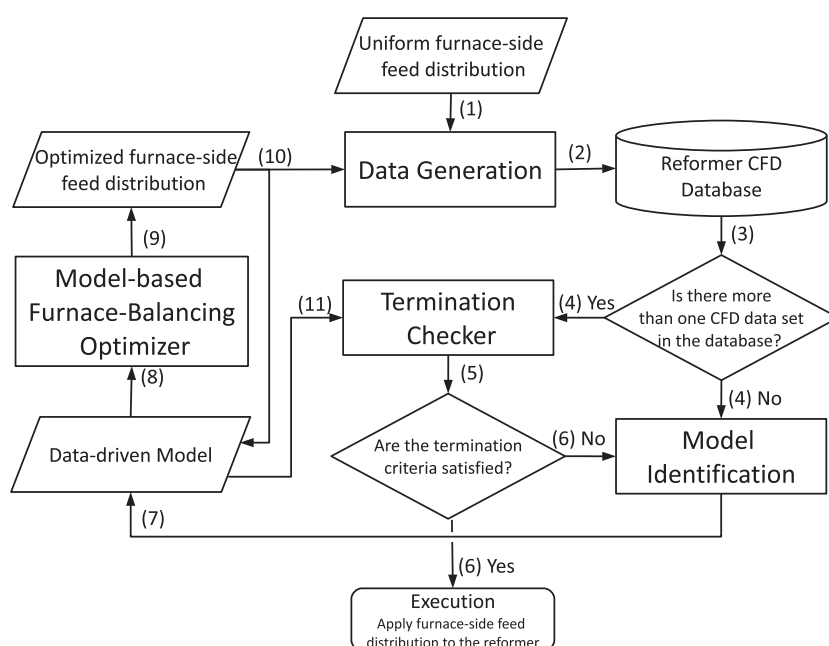 Uniform furnace-side
feed distribution
(1)
Optimized furnace-side
feed distribution
(10)
Data Generation
(2)
Reformer CFD
Database
(9)
(3)
Model-based
Furnace-Balancing
Optimizer
(11)
Termination
Checker
(4) Yes
Is there more
than one CFD data set
in the database?
(8)
(5)
(4) No
Data-driven Model
Are the termination
criteria satisfied?
(6) No
Model
Identification
(7)
(6) Yes
Execution
Apply furnace-side feed
distribution to the reformer